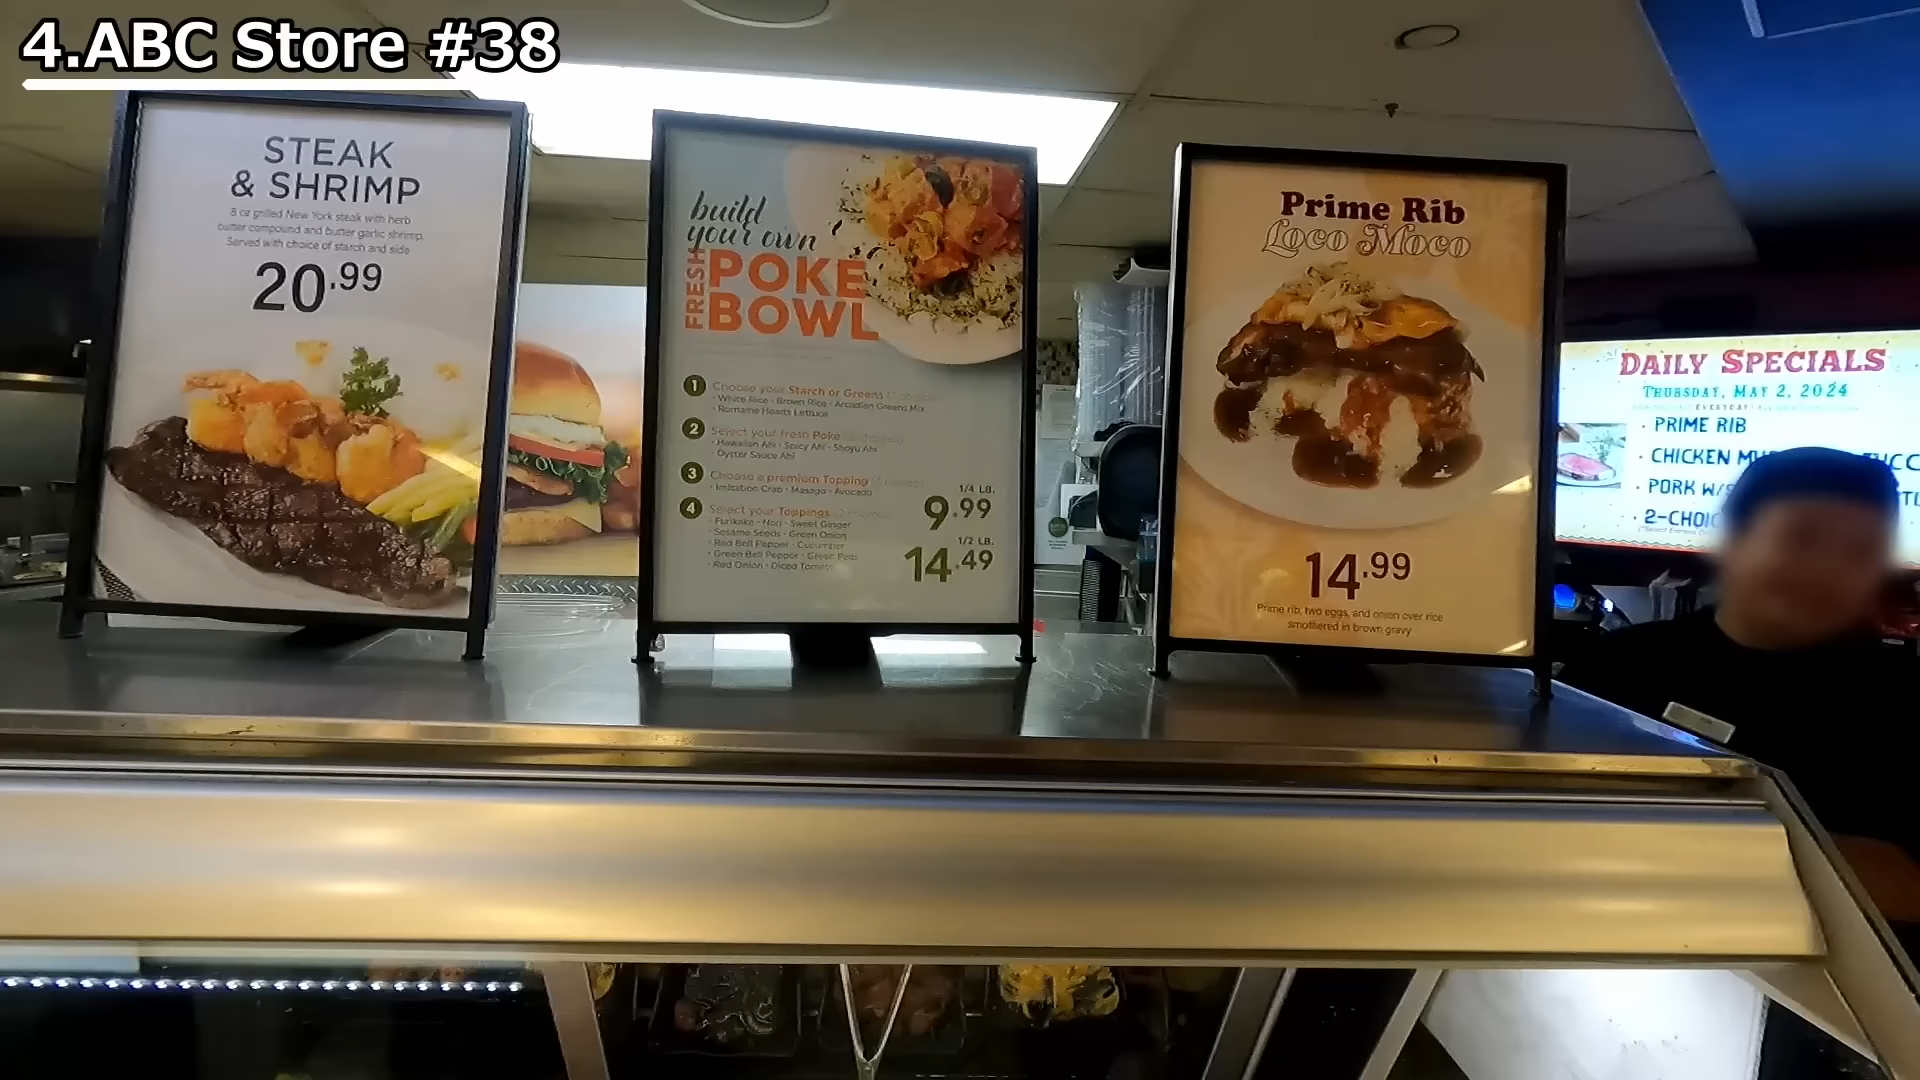 4.ABC Store #38
STEAK
& SHRIMP
8 oz grilled New York steak with herb
butter compound and butter garlic shrimp.
Served with choice of starch and side
20.99
build
your own
FRESH
POKE
BOWL
1 Choose your Starch or Greens
• White Rice • Brown Rice • Arcadian Greens Mix
• Romaine Hearts Lettuce
2 Select your fresh Poke
• Hawaiian Ahi • Spicy Ahi • Shoyu Ahi
• Oyster Sauce Ahi
3 Choose a premium Topping
• Imitation Crab • Masago • Avocado
4 Select your Toppings
• Furikake • Nori • Sweet Ginger
• Sesame Seeds • Green Onion
• Red Bell Pepper • Cucumber
• Green Bell Pepper • Green Peas
• Red Onion • Diced Tomato
1/4 LB.
9.99
1/2 LB.
14.49
Prime Rib
Loco Moco
14.99
Prime rib, two eggs, and onion over rice
smothered in brown gravy
DAILY SPECIALS
THURSDAY, MAY 2, 2024
• PRIME RIB
• CHICKEN
• PORK